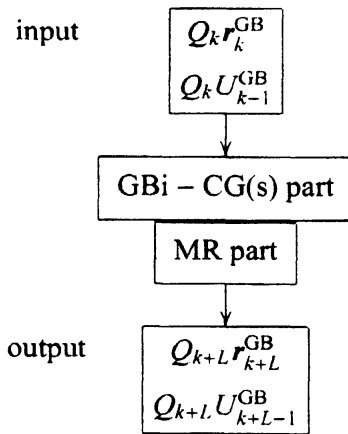 input
Q_k r_k^GB
Q_k U_{k-1}^GB
GBi – CG(s) part
MR part
output
Q_{k+L} r_{k+L}^GB
Q_{k+L} U_{k+L-1}^GB